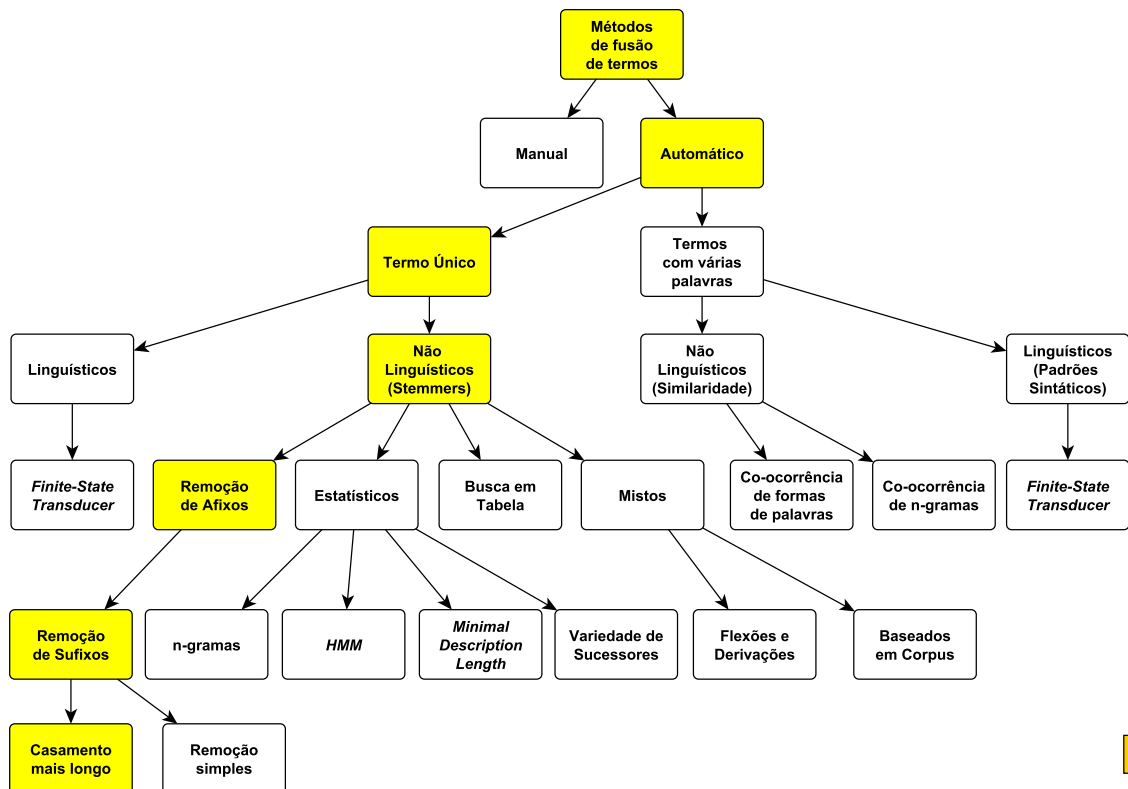 Métodos
de fusão
de termos
Manual
Automático
Termo Único
Termos
com várias
palavras
Linguísticos
Não
Linguísticos
(Stemmers)
Não
Linguísticos
(Similaridade)
Linguísticos
(Padrões
Sintáticos)
Finite-State
Transducer
Remoção
de Afixos
Estatísticos
Busca em
Tabela
Mistos
Co-ocorrência
de formas
de palavras
Co-ocorrência
de n-gramas
Finite-State
Transducer
Remoção
de Sufixos
n-gramas
HMM
Minimal
Description
Length
Variedade de
Sucessores
Flexões e
Derivações
Baseados
em Corpus
Casamento
mais longo
Remoção
simples